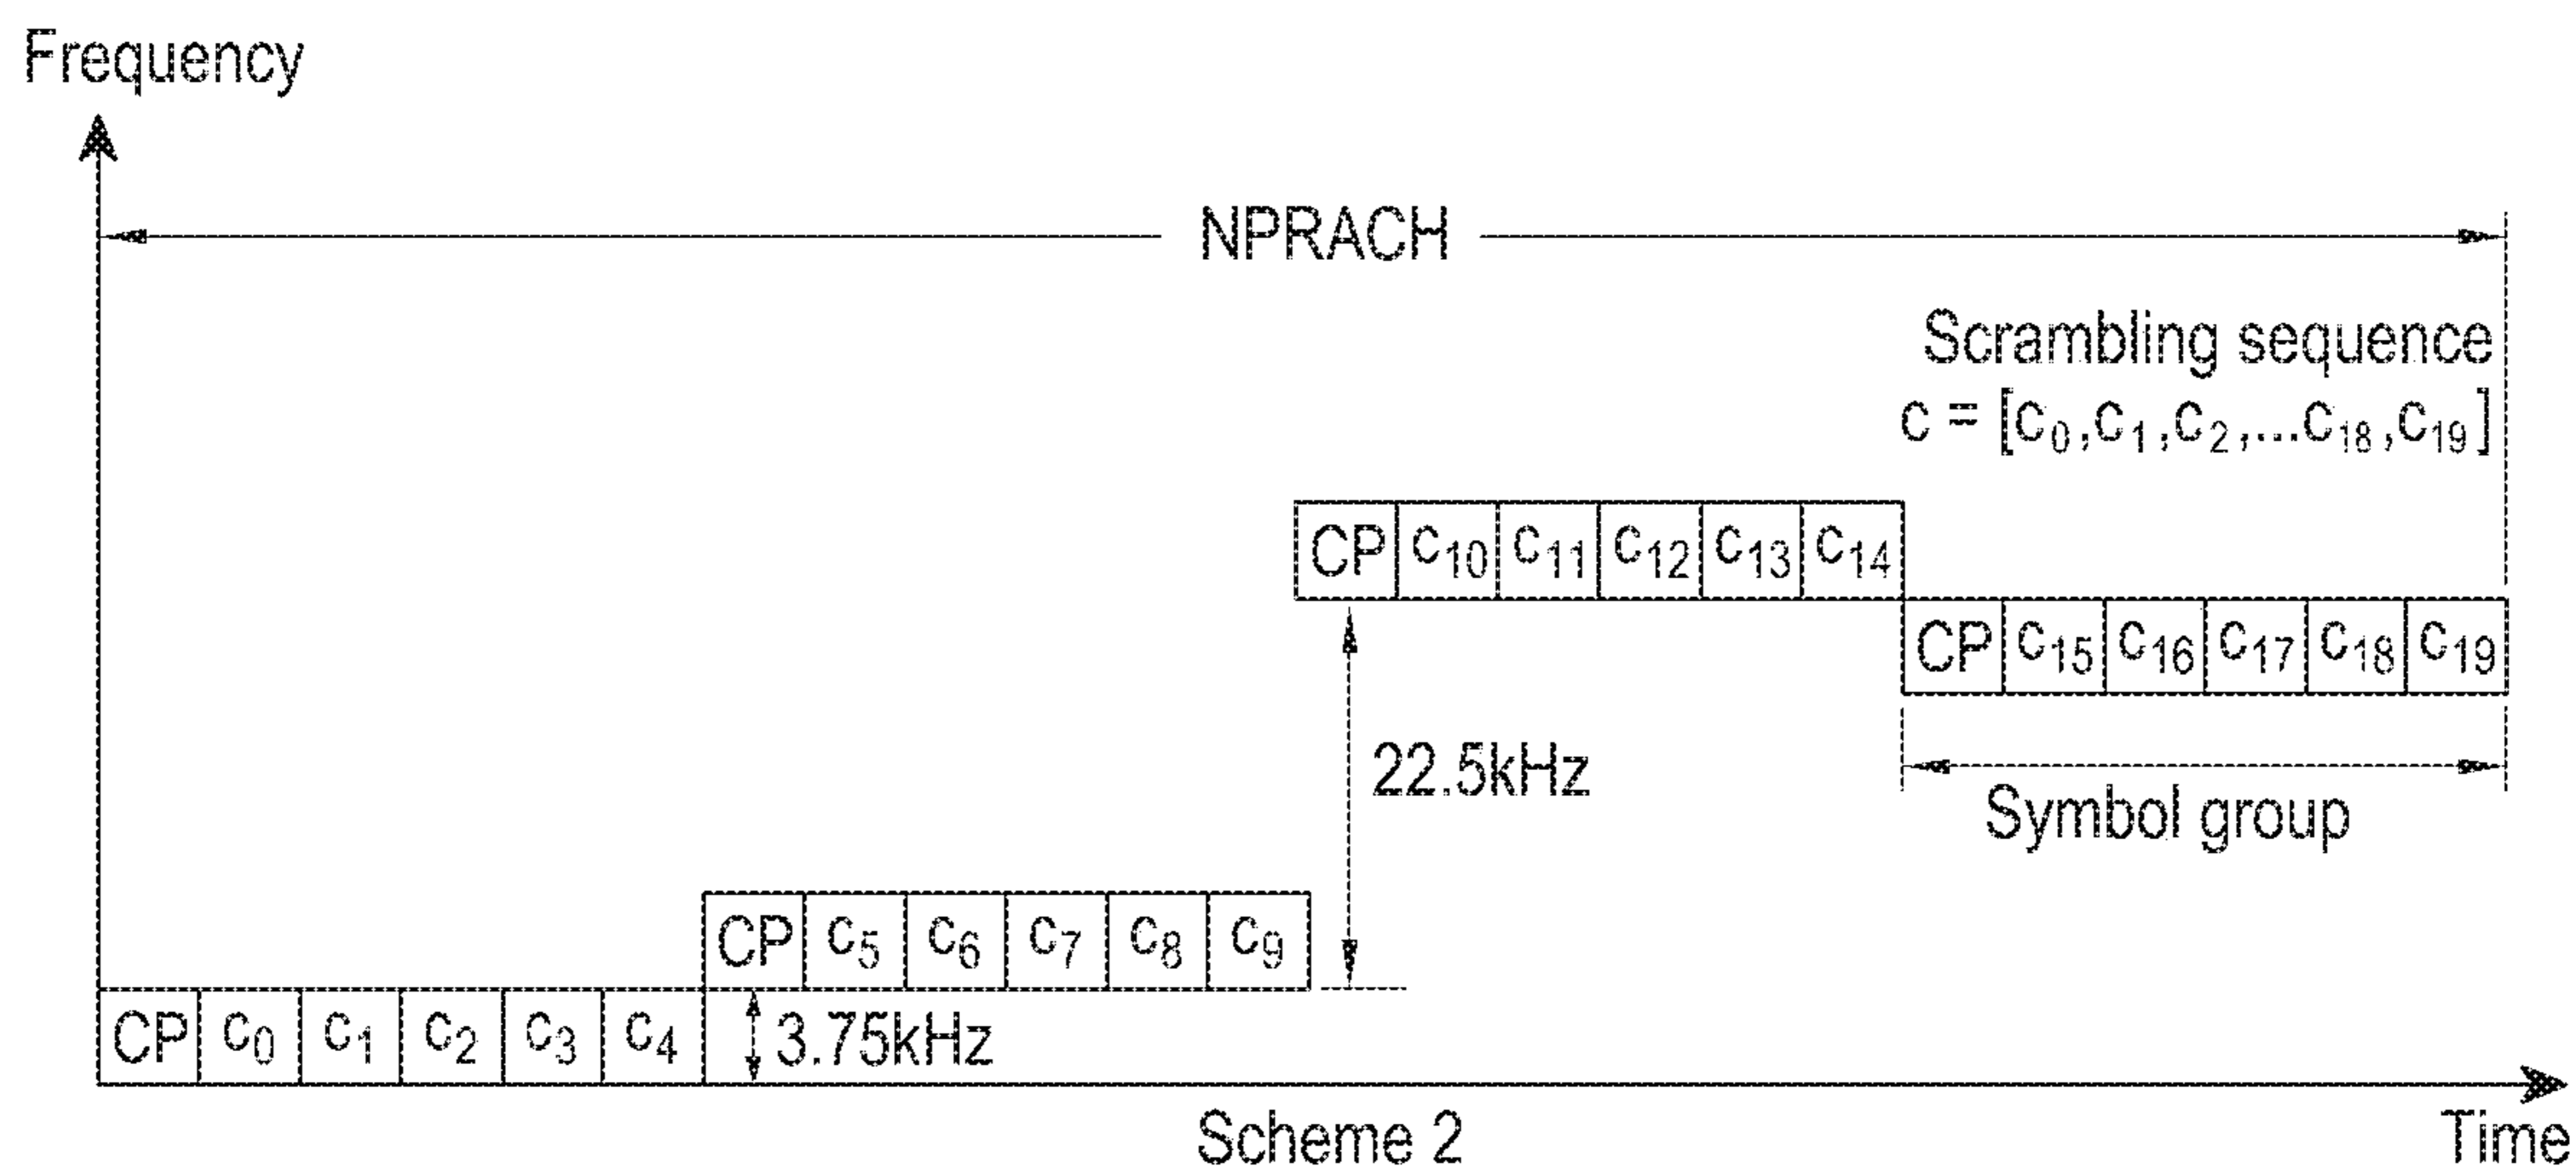 Frequency
NPRACH
Scrambling sequence
c = [c₀,c₁,c₂,...c₁₈,c₁₉]
CP c₁₀ c₁₁ c₁₂ c₁₃ c₁₄
CP c₁₅ c₁₆ c₁₇ c₁₈ c₁₉
22.5kHz
Symbol group
CP c₅ c₆ c₇ c₈ c₉
CP c₀ c₁ c₂ c₃ c₄
3.75kHz
Scheme 2
Time